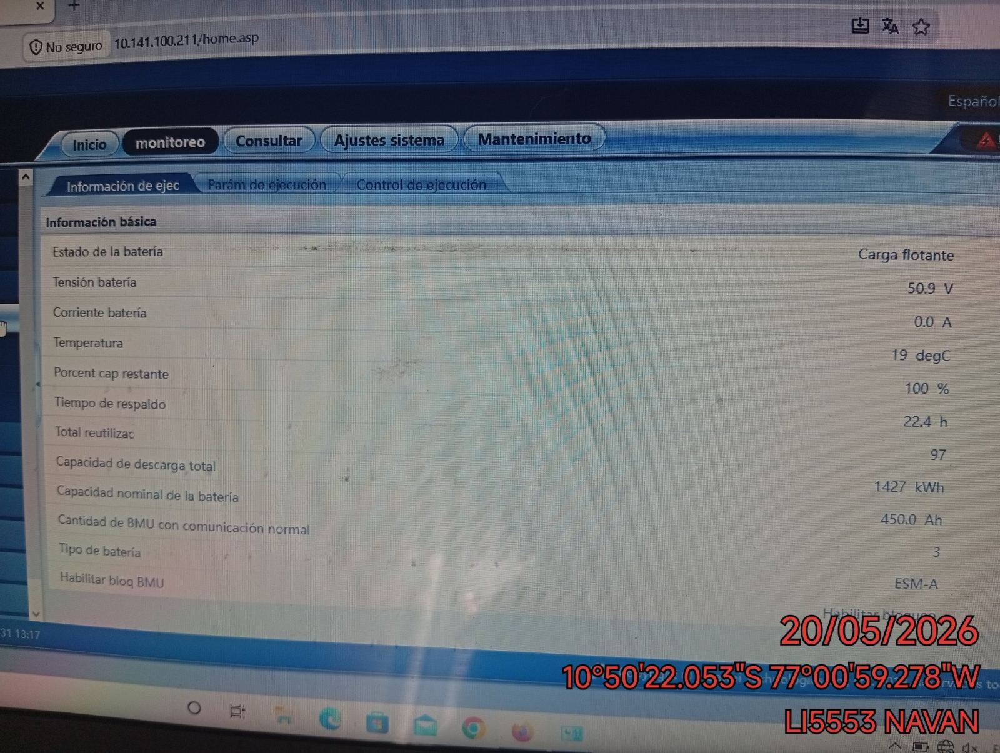 No seguro 10.141.100.211/home.asp
Español
Inicio monitoreo Consultar Ajustes sistema Mantenimiento
Información de ejec Parám de ejecución Control de ejecución
Información básica
Estado de la batería Carga flotante
Tensión batería 50.9 V
Corriente batería 0.0 A
Temperatura 19 degC
Porcent cap restante 100 %
Tiempo de respaldo 22.4 h
Total reutilizac 97
Capacidad de descarga total 1427 kWh
Capacidad nominal de la batería 450.0 Ah
Cantidad de BMU con comunicación normal 3
Tipo de batería ESM-A
Habilitar bloq BMU Habilitar bloqueo
31 13:17
20/05/2026
10°50'22.053"S 77°00'59.278"W
LI5553 NAVAN